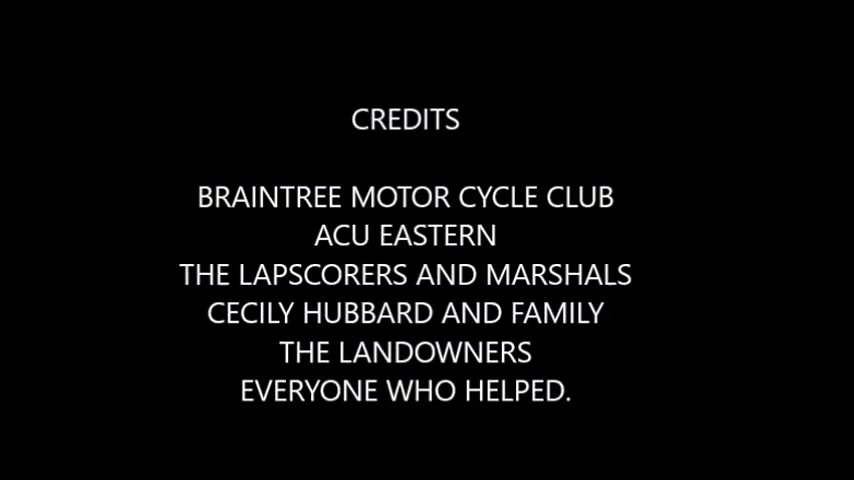 CREDITS
BRAINTREE MOTOR CYCLE CLUB
ACU EASTERN
THE LAPSCORERS AND MARSHALS
CECILY HUBBARD AND FAMILY
THE LANDOWNERS
EVERYONE WHO HELPED.